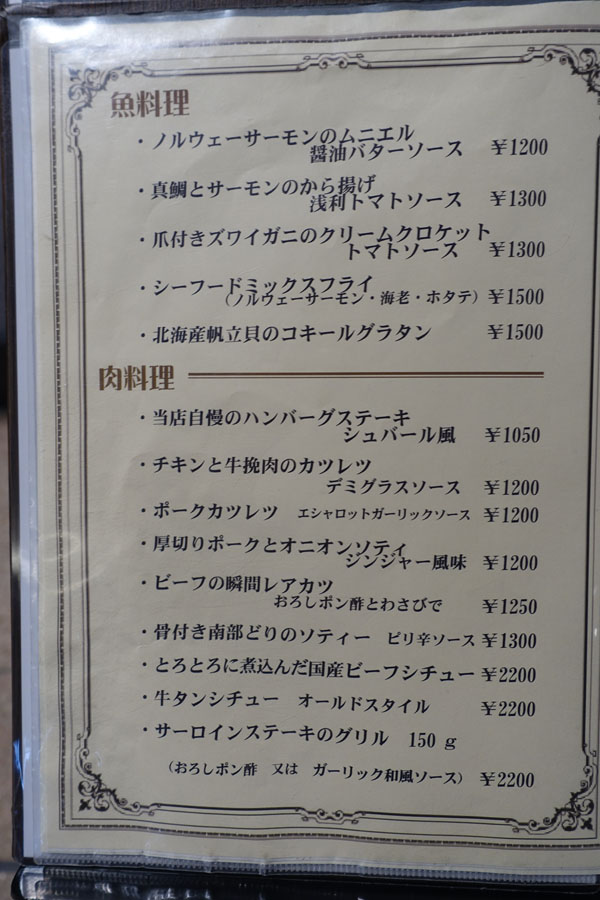 魚料理
・ノルウェーサーモンのムニエル
醤油バターソース ￥1200
・真鯛とサーモンのから揚げ
浅利トマトソース ￥1300
・爪付きズワイガニのクリームクロケット
トマトソース ￥1300
・シーフードミックスフライ
（ノルウェーサーモン・海老・ホタテ） ￥1500
・北海産帆立貝のコキールグラタン ￥1500
肉料理
・当店自慢のハンバーグステーキ
シュバール風 ￥1050
・チキンと牛挽肉のカツレツ
デミグラスソース ￥1200
・ポークカツレツ エシャロットガーリックソース ￥1200
・厚切りポークとオニオンソティ
ジンジャー風味 ￥1200
・ビーフの瞬間レアカツ
おろしポン酢とわさびで ￥1250
・骨付き南部どりのソティー ピリ辛ソース ￥1300
・とろとろに煮込んだ国産ビーフシチュー ￥2200
・牛タンシチュー オールドスタイル ￥2200
・サーロインステーキのグリル 150ｇ
（おろしポン酢 又は ガーリック和風ソース） ￥2200